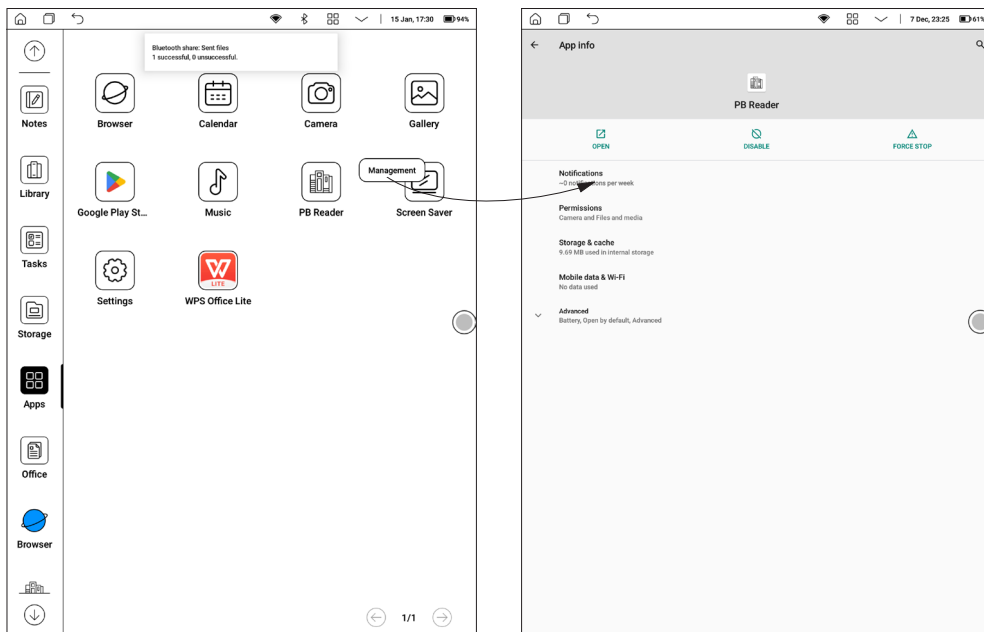 15 Jan, 17:30 94%
Bluetooth share: Sent files
1 successful, 0 unsuccessful.
Notes
Library
Tasks
Storage
Apps
Office
Browser
Browser
Calendar
Camera
Gallery
Google Play St...
Music
PB Reader
Management
Screen Saver
Settings
LITE
WPS Office Lite
1/1
7 Dec, 23:25 61%
App info
PB Reader
OPEN
DISABLE
FORCE STOP
Notifications
~0 notifications per week
Permissions
Camera and Files and media
Storage & cache
9.69 MB used in internal storage
Mobile data & Wi-Fi
No data used
Advanced
Battery, Open by default, Advanced